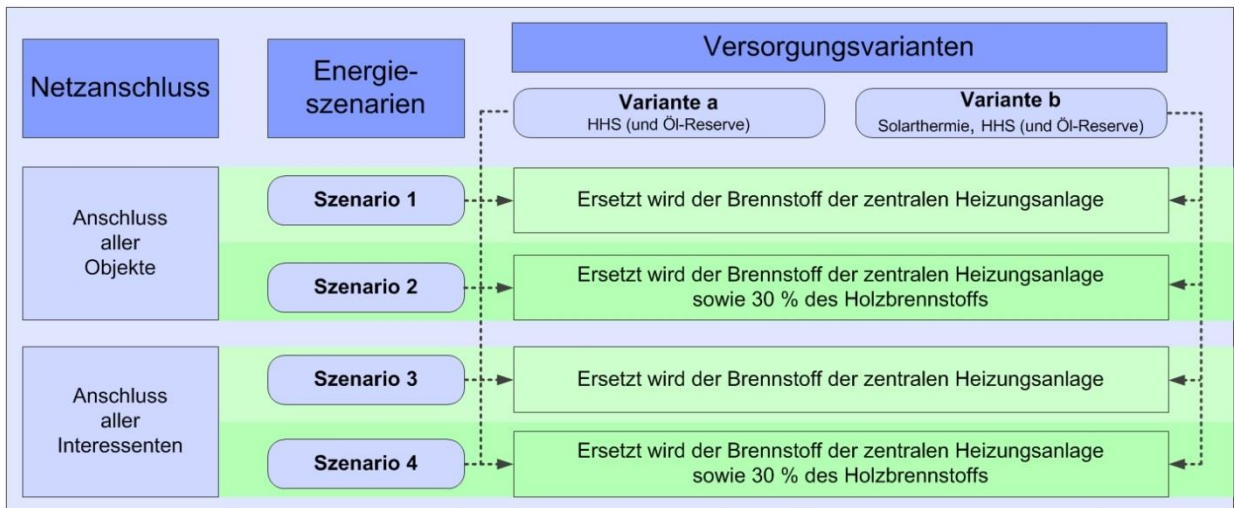 Netzanschluss
Energie-
szenarien
Versorgungsvarianten
Variante a
HHS (und Öl-Reserve)
Variante b
Solarthermie, HHS (und Öl-Reserve)
Anschluss
aller
Objekte
Szenario 1
Ersetzt wird der Brennstoff der zentralen Heizungsanlage
Szenario 2
Ersetzt wird der Brennstoff der zentralen Heizungsanlage
sowie 30 % des Holzbrennstoffs
Anschluss
aller
Interessenten
Szenario 3
Ersetzt wird der Brennstoff der zentralen Heizungsanlage
Szenario 4
Ersetzt wird der Brennstoff der zentralen Heizungsanlage
sowie 30 % des Holzbrennstoffs